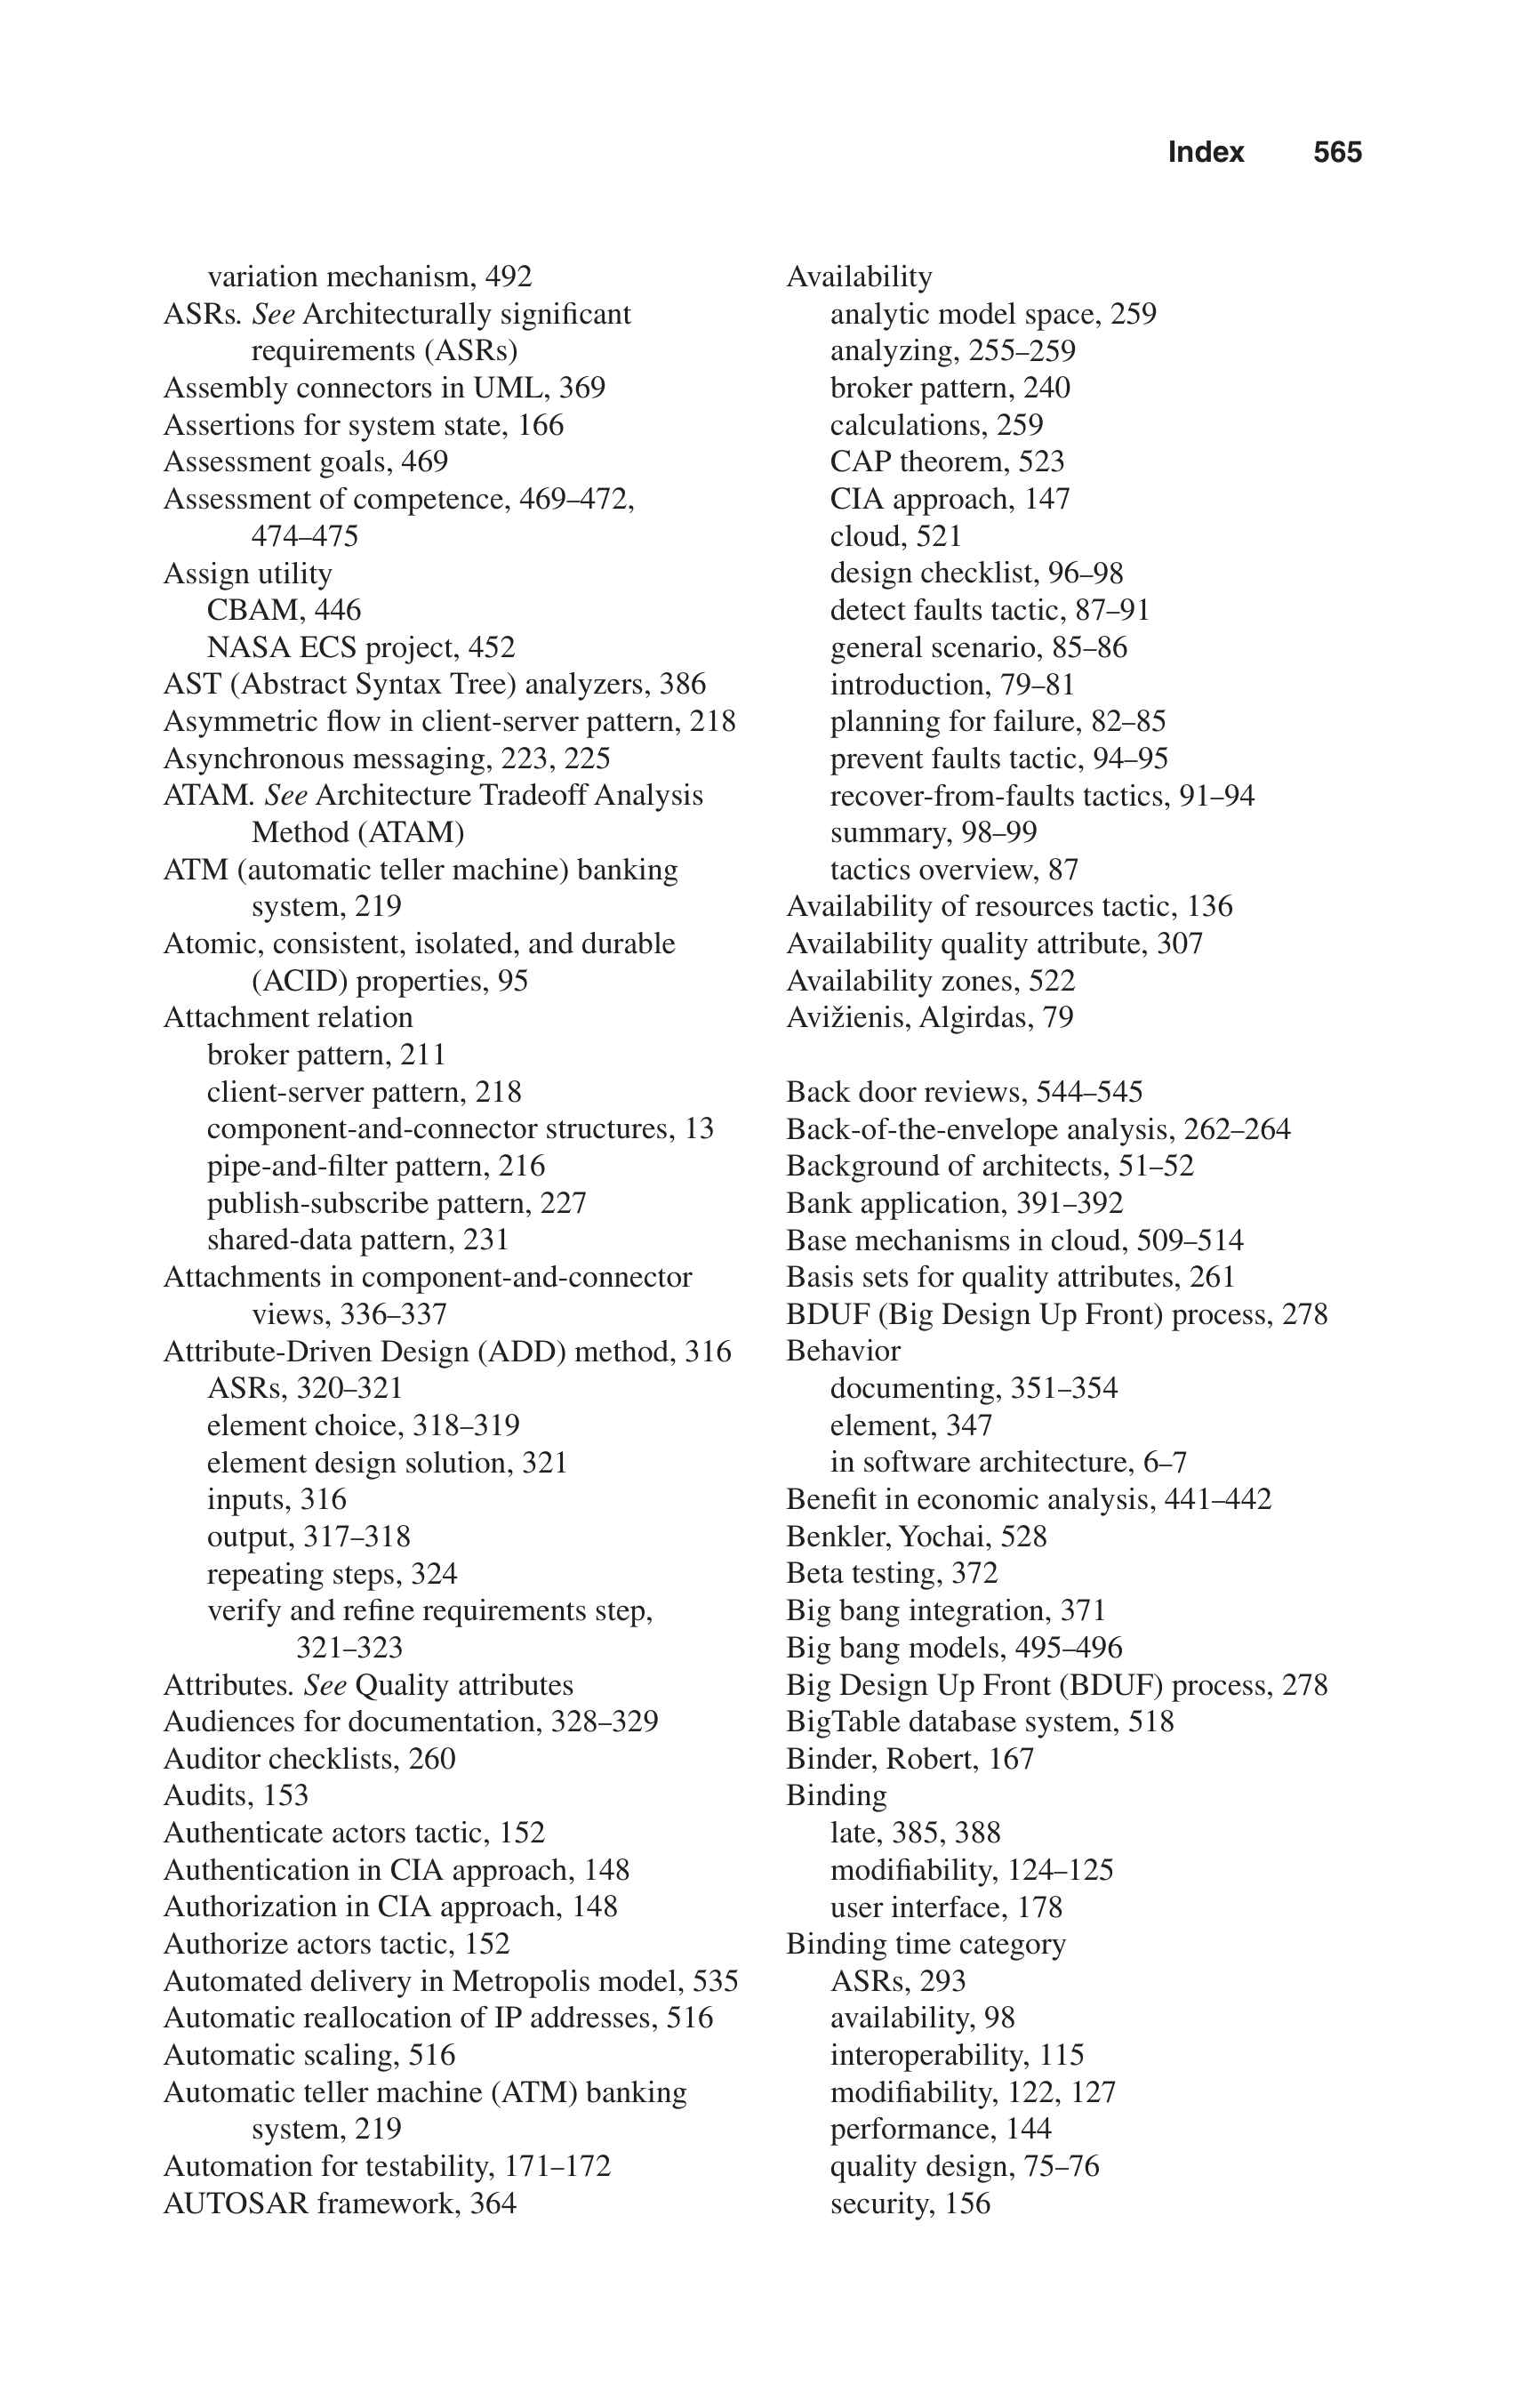 Index 565
variation mechanism, 492
ASRs. See Architecturally significant
requirements (ASRs)
Assembly connectors in UML, 369
Assertions for system state, 166
Assessment goals, 469
Assessment of competence, 469–472,
474–475
Assign utility
CBAM, 446
NASA ECS project, 452
AST (Abstract Syntax Tree) analyzers, 386
Asymmetric flow in client-server pattern, 218
Asynchronous messaging, 223, 225
ATAM. See Architecture Tradeoff Analysis
Method (ATAM)
ATM (automatic teller machine) banking
system, 219
Atomic, consistent, isolated, and durable
(ACID) properties, 95
Attachment relation
broker pattern, 211
client-server pattern, 218
component-and-connector structures, 13
pipe-and-filter pattern, 216
publish-subscribe pattern, 227
shared-data pattern, 231
Attachments in component-and-connector
views, 336–337
Attribute-Driven Design (ADD) method, 316
ASRs, 320–321
element choice, 318–319
element design solution, 321
inputs, 316
output, 317–318
repeating steps, 324
verify and refine requirements step,
321–323
Attributes. See Quality attributes
Audiences for documentation, 328–329
Auditor checklists, 260
Audits, 153
Authenticate actors tactic, 152
Authentication in CIA approach, 148
Authorization in CIA approach, 148
Authorize actors tactic, 152
Automated delivery in Metropolis model, 535
Automatic reallocation of IP addresses, 516
Automatic scaling, 516
Automatic teller machine (ATM) banking
system, 219
Automation for testability, 171–172
AUTOSAR framework, 364
Availability
analytic model space, 259
analyzing, 255–259
broker pattern, 240
calculations, 259
CAP theorem, 523
CIA approach, 147
cloud, 521
design checklist, 96–98
detect faults tactic, 87–91
general scenario, 85–86
introduction, 79–81
planning for failure, 82–85
prevent faults tactic, 94–95
recover-from-faults tactics, 91–94
summary, 98–99
tactics overview, 87
Availability of resources tactic, 136
Availability quality attribute, 307
Availability zones, 522
Avižienis, Algirdas, 79
Back door reviews, 544–545
Back-of-the-envelope analysis, 262–264
Background of architects, 51–52
Bank application, 391–392
Base mechanisms in cloud, 509–514
Basis sets for quality attributes, 261
BDUF (Big Design Up Front) process, 278
Behavior
documenting, 351–354
element, 347
in software architecture, 6–7
Benefit in economic analysis, 441–442
Benkler, Yochai, 528
Beta testing, 372
Big bang integration, 371
Big bang models, 495–496
Big Design Up Front (BDUF) process, 278
BigTable database system, 518
Binder, Robert, 167
Binding
late, 385, 388
modifiability, 124–125
user interface, 178
Binding time category
ASRs, 293
availability, 98
interoperability, 115
modifiability, 122, 127
performance, 144
quality design, 75–76
security, 156